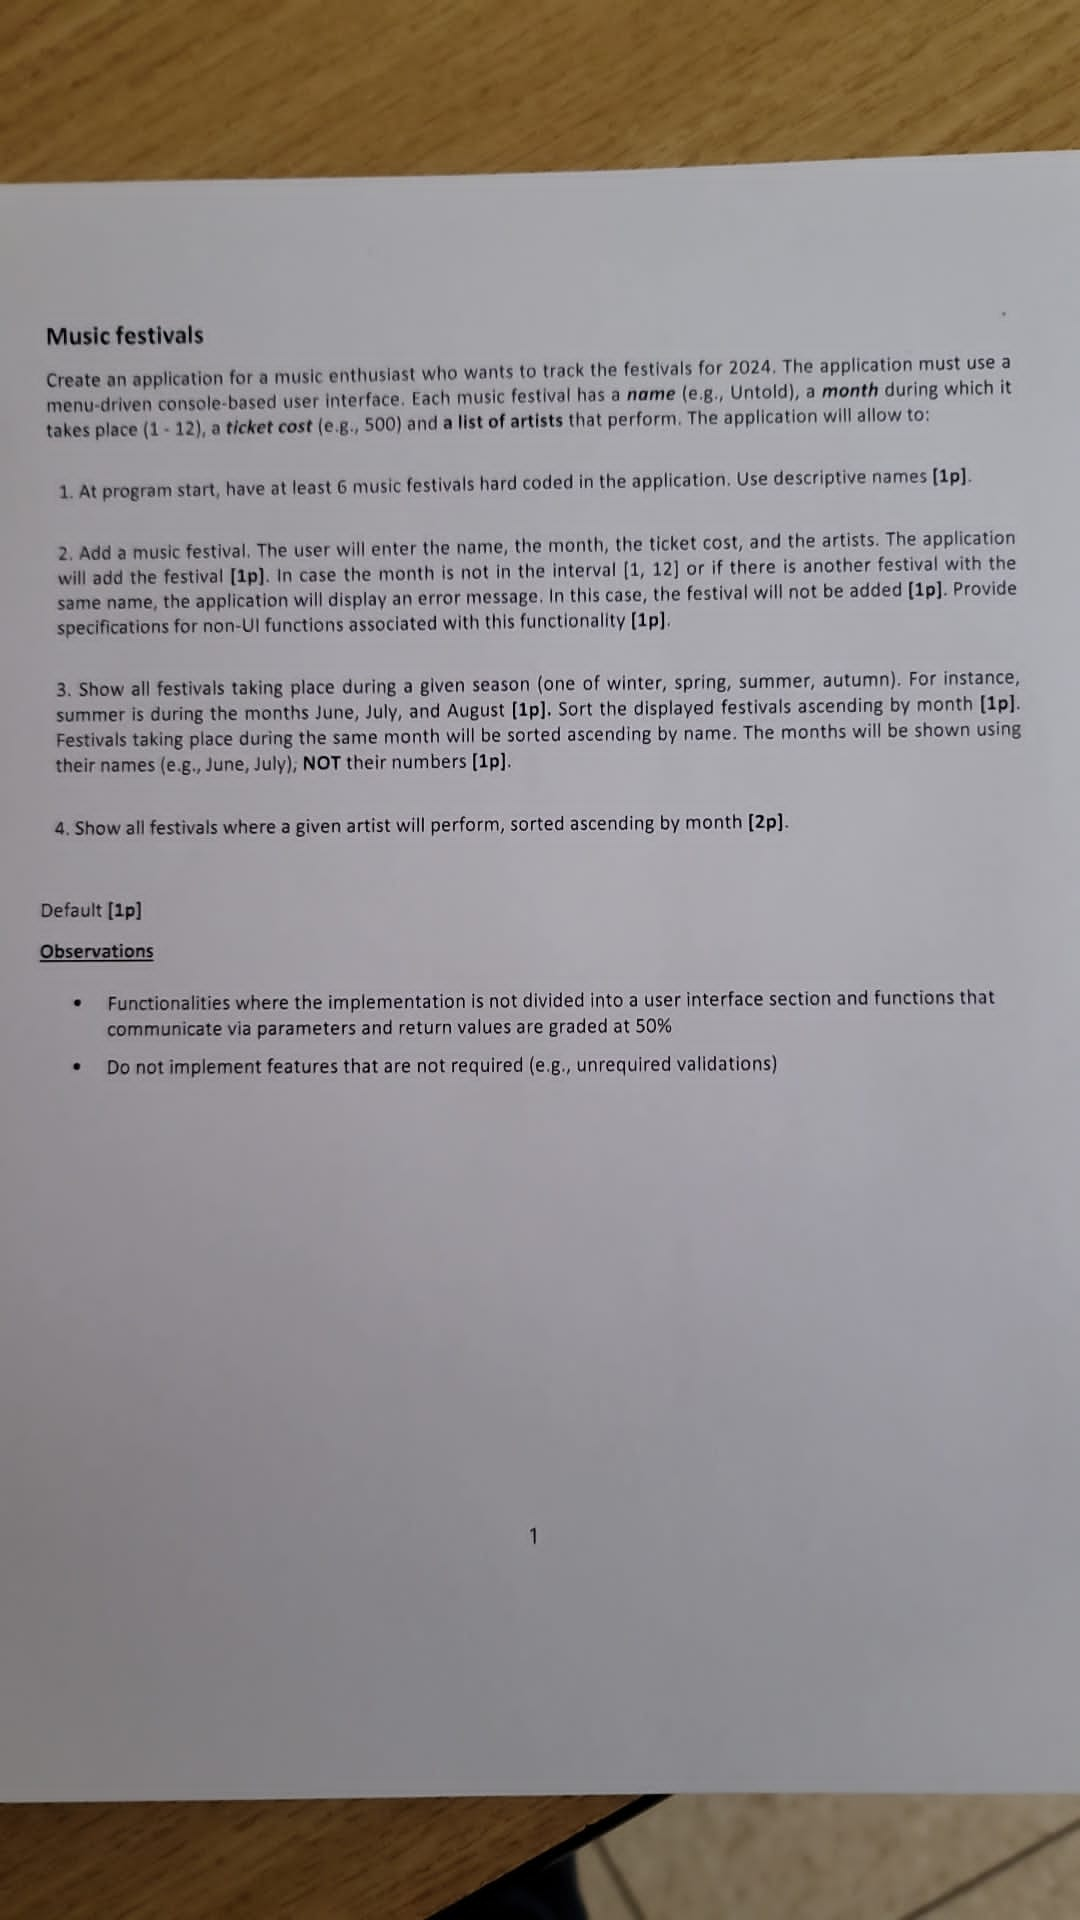 Music festivals
Create an application for a music enthusiast who wants to track the festivals for 2024. The application must use a
menu-driven console-based user interface. Each music festival has a name (e.g., Untold), a month during which it
takes place (1 - 12), a ticket cost (e.g., 500) and a list of artists that perform. The application will allow to:
1. At program start, have at least 6 music festivals hard coded in the application. Use descriptive names [1p].
2. Add a music festival. The user will enter the name, the month, the ticket cost, and the artists. The application
will add the festival [1p]. In case the month is not in the interval [1, 12] or if there is another festival with the
same name, the application will display an error message. In this case, the festival will not be added [1p]. Provide
specifications for non-UI functions associated with this functionality [1p].
3. Show all festivals taking place during a given season (one of winter, spring, summer, autumn). For instance,
summer is during the months June, July, and August [1p]. Sort the displayed festivals ascending by month [1p].
Festivals taking place during the same month will be sorted ascending by name. The months will be shown using
their names (e.g., June, July), NOT their numbers [1p].
4. Show all festivals where a given artist will perform, sorted ascending by month [2p].
Default [1p]
Observations
• Functionalities where the implementation is not divided into a user interface section and functions that
communicate via parameters and return values are graded at 50%
• Do not implement features that are not required (e.g., unrequired validations)
1